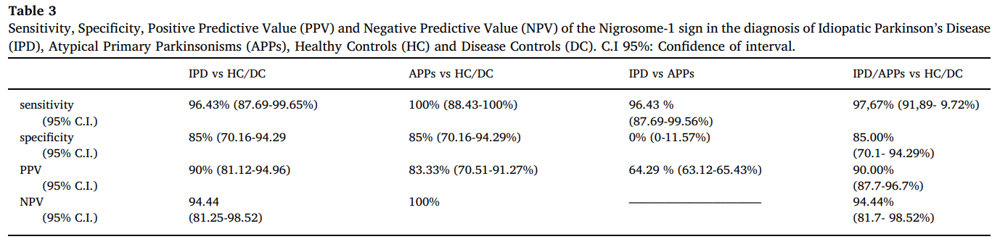 Table 3
Sensitivity, Specificity, Positive Predictive Value (PPV) and Negative Predictive Value (NPV) of the Nigrosome-1 sign in the diagnosis of Idiopatic Parkinson's Disease
(IPD), Atypical Primary Parkinsonisms (APPs), Healthy Controls (HC) and Disease Controls (DC). C.I 95%: Confidence of interval.
IPD vs HC/DC APPs vs HC/DC IPD vs APPs IPD/APPs vs HC/DC
sensitivity 96.43% (87.69-99.65%) 100% (88.43-100%) 96.43 % 97,67% (91,89- 9.72%)
(95% C.I.) (87.69-99.56%)
specificity 85% (70.16-94.29 85% (70.16-94.29%) 0% (0-11.57%) 85.00%
(95% C.I.) (70.1- 94.29%)
PPV 90% (81.12-94.96) 83.33% (70.51-91.27%) 64.29 % (63.12-65.43%) 90.00%
(95% C.I.) (87.7-96.7%)
NPV 94.44 100% —————————————— 94.44%
(95% C.I.) (81.25-98.52) (81.7- 98.52%)